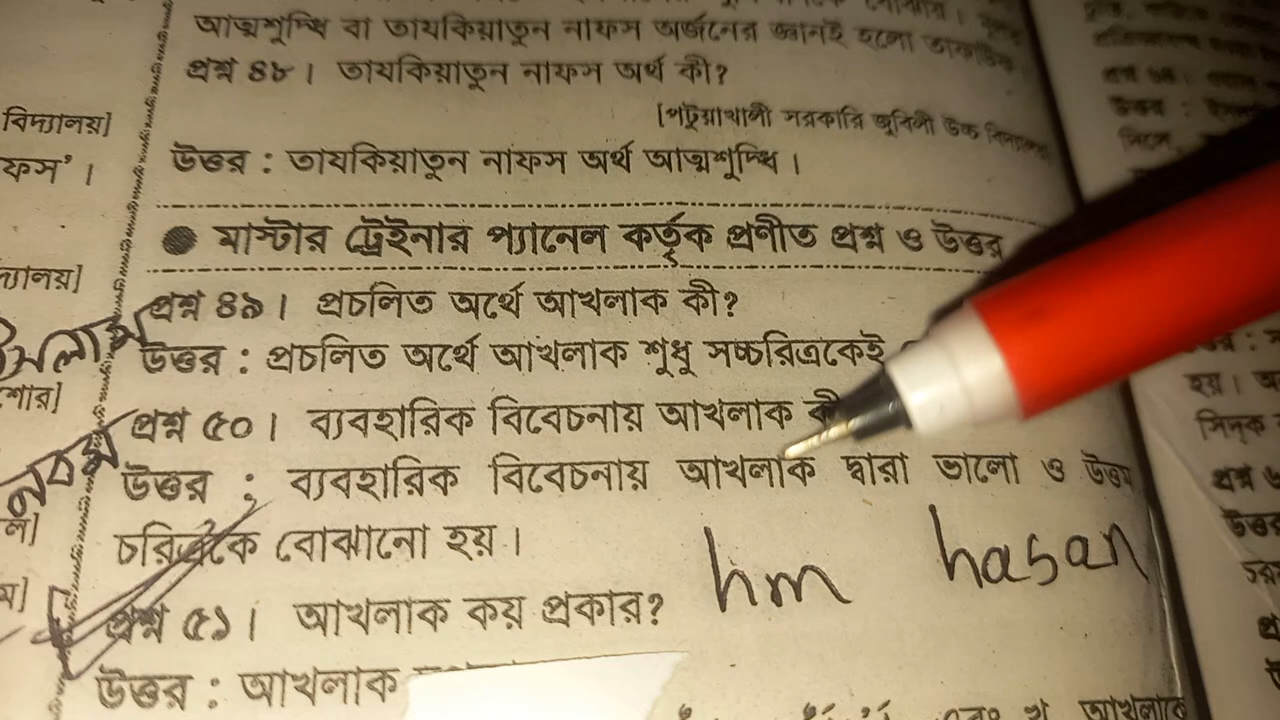 আত্মশুদ্ধি বা তাযকিয়াতুন নাফস অর্জনের জ্ঞানই হলো
প্রশ্ন ৪৮। তাযকিয়াতুন নাফস অর্থ কী?
বিদ্যালয়]
[পটুয়াখালী সরকারি জুবিলী উচ্চ বিদ্যালয়]
ফস’।
উত্তর : তাযকিয়াতুন নাফস অর্থ আত্মশুদ্ধি।
● মাস্টার ট্রেইনার প্যানেল কর্তৃক প্রণীত প্রশ্ন ও উত্তর
দ্যালয়]
প্রশ্ন ৪৯। প্রচলিত অর্থে আখলাক কী?
উত্তর : প্রচলিত অর্থে আখলাক শুধু সচ্চরিত্রকেই
শোর]
প্রশ্ন ৫০। ব্যবহারিক বিবেচনায় আখলাক কী
উত্তর : ব্যবহারিক বিবেচনায় আখলাক দ্বারা ভালো ও উত্তম
চরিত্রকে বোঝানো হয়।
hm hasan
প্রশ্ন ৫১। আখলাক কয় প্রকার?
উত্তর : আখলাক
আখলাকে